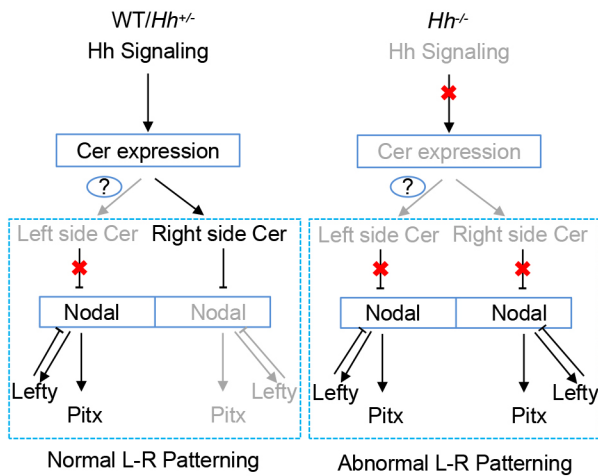 WT/Hh+/-
Hh Signaling
Cer expression
?
Left side Cer
Right side Cer
Nodal
Nodal
Lefty
Pitx
Pitx
Lefty
Normal L-R Patterning
Hh-/-
Hh Signaling
Cer expression
?
Left side Cer
Right side Cer
Nodal
Nodal
Lefty
Pitx
Pitx
Lefty
Abnormal L-R Patterning